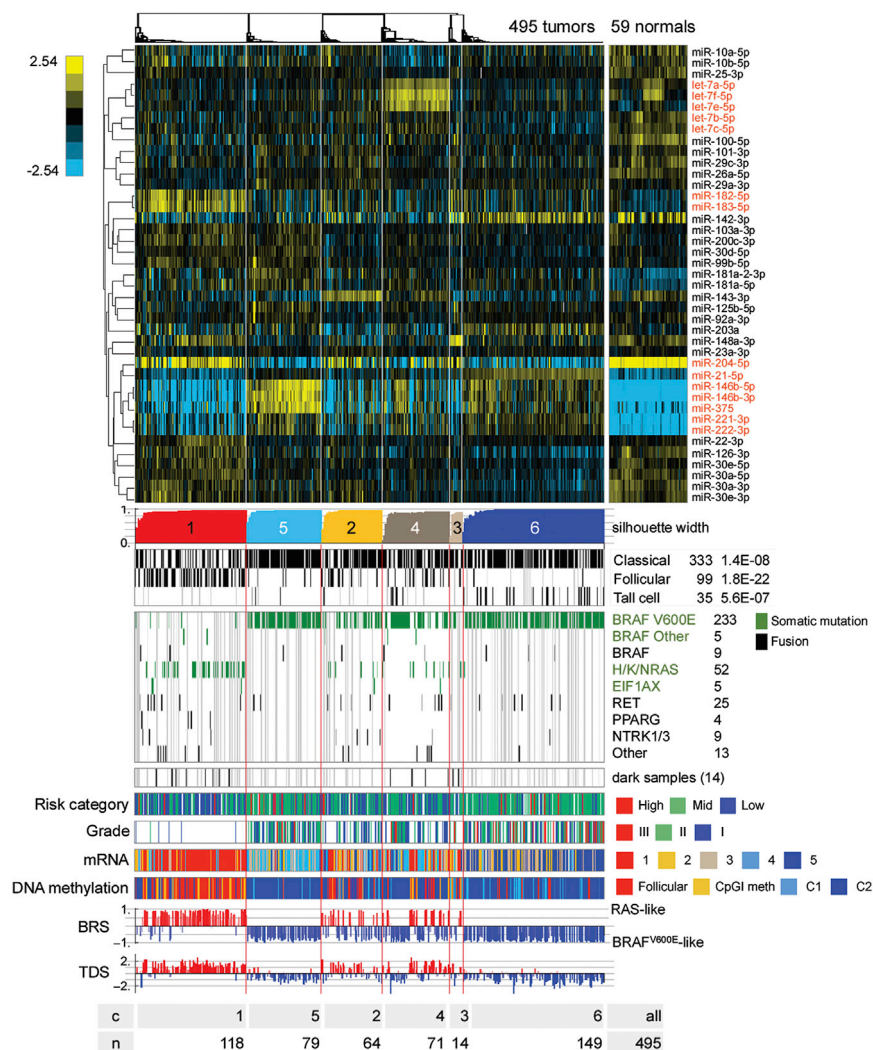 495 tumors 59 normals
2.54
-2.54
miR-10a-5p
miR-10b-5p
miR-25-3p
let-7a-5p
let-7f-5p
let-7e-5p
let-7b-5p
let-7c-5p
miR-100-5p
miR-101-3p
miR-29c-3p
miR-26a-5p
miR-29a-3p
miR-182-5p
miR-183-5p
miR-142-3p
miR-103a-3p
miR-200c-3p
miR-30d-5p
miR-99b-5p
miR-181a-2-3p
miR-181a-5p
miR-143-3p
miR-125b-5p
miR-92a-3p
miR-203a
miR-148a-3p
miR-23a-3p
miR-204-5p
miR-21-5p
miR-146b-5p
miR-146b-3p
miR-375
miR-221-3p
miR-222-3p
miR-22-3p
miR-126-3p
miR-30e-5p
miR-30a-5p
miR-30a-3p
miR-30e-3p
1.
0.
1 5 2 4 3 6
silhouette width
Classical 333 1.4E-08
Follicular 99 1.8E-22
Tall cell 35 5.6E-07
BRAF V600E 233
BRAF Other 5
BRAF 9
H/K/NRAS 52
EIF1AX 5
RET 25
PPARG 4
NTRK1/3 9
Other 13
Somatic mutation
Fusion
dark samples (14)
Risk category
High Mid Low
Grade
III II I
mRNA
1 2 3 4 5
DNA methylation
Follicular CpGI meth C1 C2
BRS
1.
-1.
RAS-like
BRAFV600E-like
TDS
2.
-2.
c 1 5 2 4 3 6 all
n 118 79 64 71 14 149 495